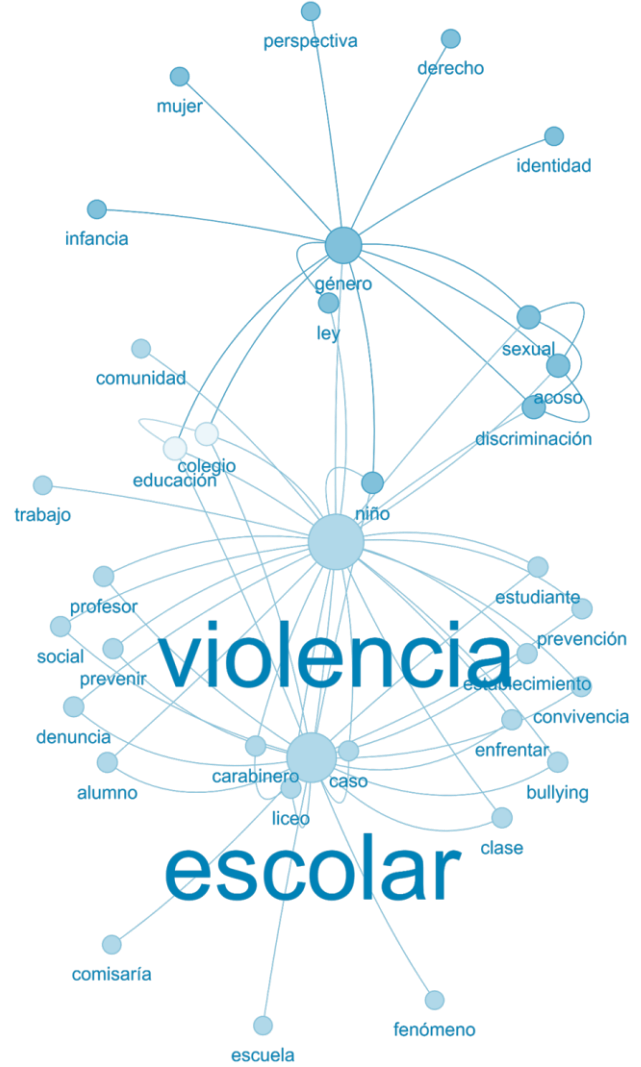 perspectiva
derecho
mujer
identidad
infancia
género
ley
sexual
comunidad
acoso
discriminación
colegio
educación
trabajo
niño
estudiante
profesor
prevención
violencia
social
prevenir
establecimiento
convivencia
denuncia
enfrentar
carabinero
caso
alumno
bullying
liceo
clase
escolar
comisaría
fenómeno
escuela